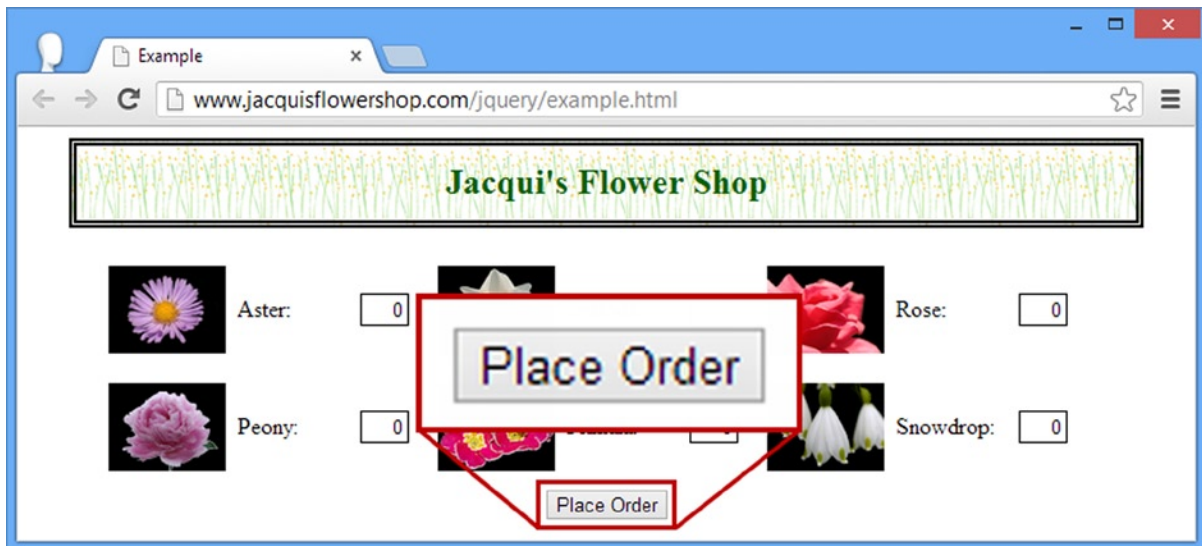 Example
www.jacquisflowershop.com/jquery/example.html
Jacqui's Flower Shop
Aster: 0
Rose: 0
Place Order
Peony: 0
Snowdrop: 0
Place Order